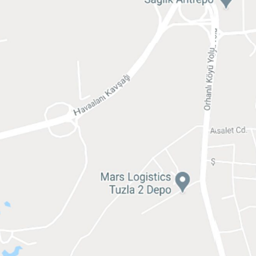 Sağlık Antrepo
Havaalanı Kavşağı
Orhanlı Köyü Yolu
Adalet Cd.
Ş
Mars Logistics
Tuzla 2 Depo